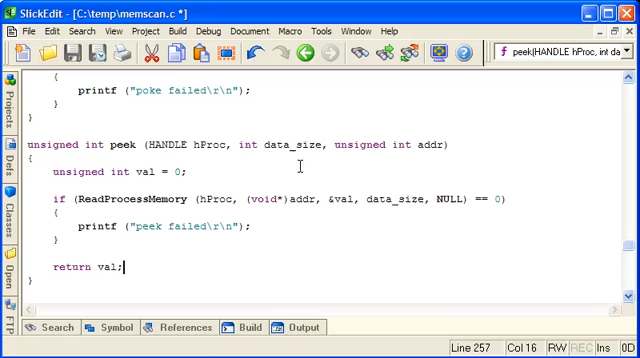 SlickEdit - [C:\temp\memscan.c *]
File Edit Search View Project Build Debug Document Macro Tools Window Help
peek(HANDLE hProc, int da
{
printf ("poke failed\r\n");
}
}
unsigned int peek (HANDLE hProc, int data_size, unsigned int addr)
{
unsigned int val = 0;
if (ReadProcessMemory (hProc, (void*)addr, &val, data_size, NULL) == 0)
{
printf ("peek failed\r\n");
}
return val;
}
Projects
Defs
Classes
Open
FTP
Search Symbol References Build Output
Line 257 Col 16 RW REC Ins 0D